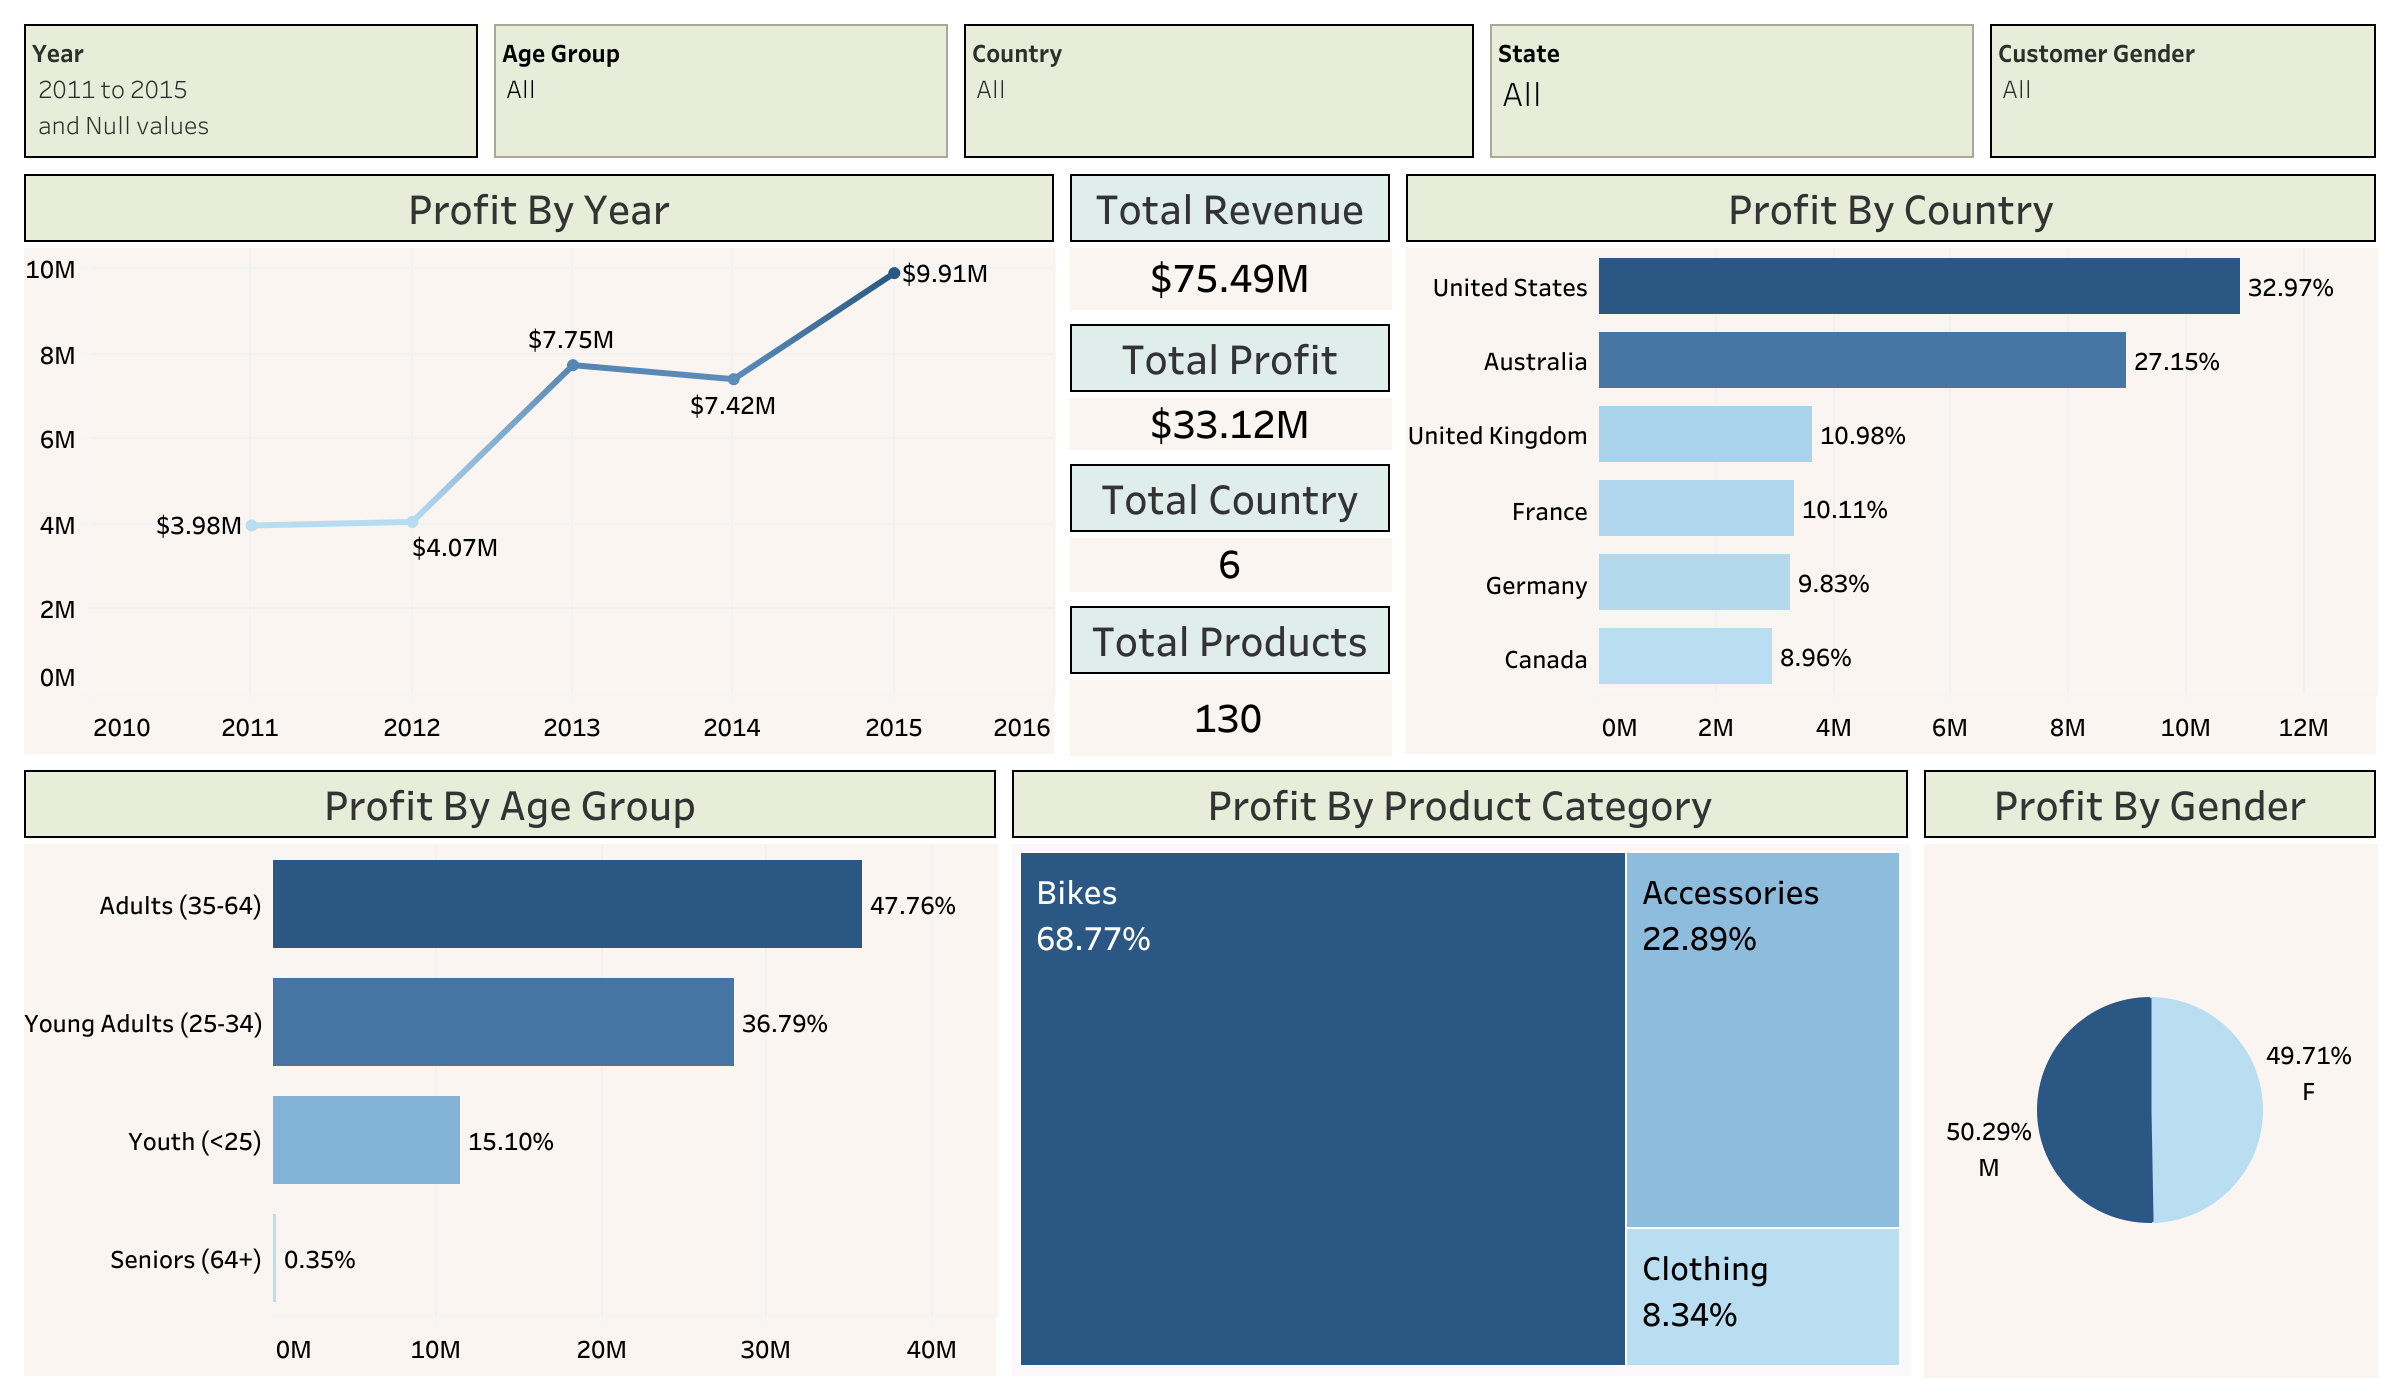 Year
2011 to 2015
and Null values
Age Group
All
Country
All
State
All
Customer Gender
All
Profit By Year
10M
8M
6M
4M
2M
0M
$3.98M
$4.07M
$7.75M
$7.42M
$9.91M
2010 2011 2012 2013 2014 2015 2016
Total Revenue
$75.49M
Total Profit
$33.12M
Total Country
6
Total Products
130
Profit By Country
United States 32.97%
Australia 27.15%
United Kingdom 10.98%
France 10.11%
Germany 9.83%
Canada 8.96%
0M 2M 4M 6M 8M 10M 12M
Profit By Age Group
Adults (35-64) 47.76%
Young Adults (25-34) 36.79%
Youth (<25) 15.10%
Seniors (64+) 0.35%
0M 10M 20M 30M 40M
Profit By Product Category
Bikes
68.77%
Accessories
22.89%
Clothing
8.34%
Profit By Gender
49.71%
F
50.29%
M